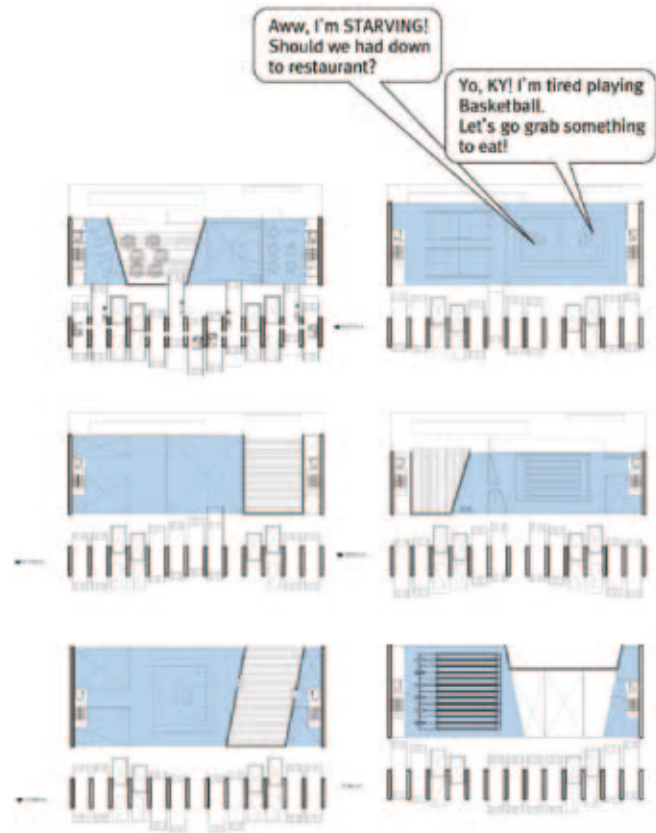 Aww, I'm STARVING!
Should we had down
to restaurant?
Yo, KY! I'm tired playing
Basketball.
Let's go grab something
to eat!